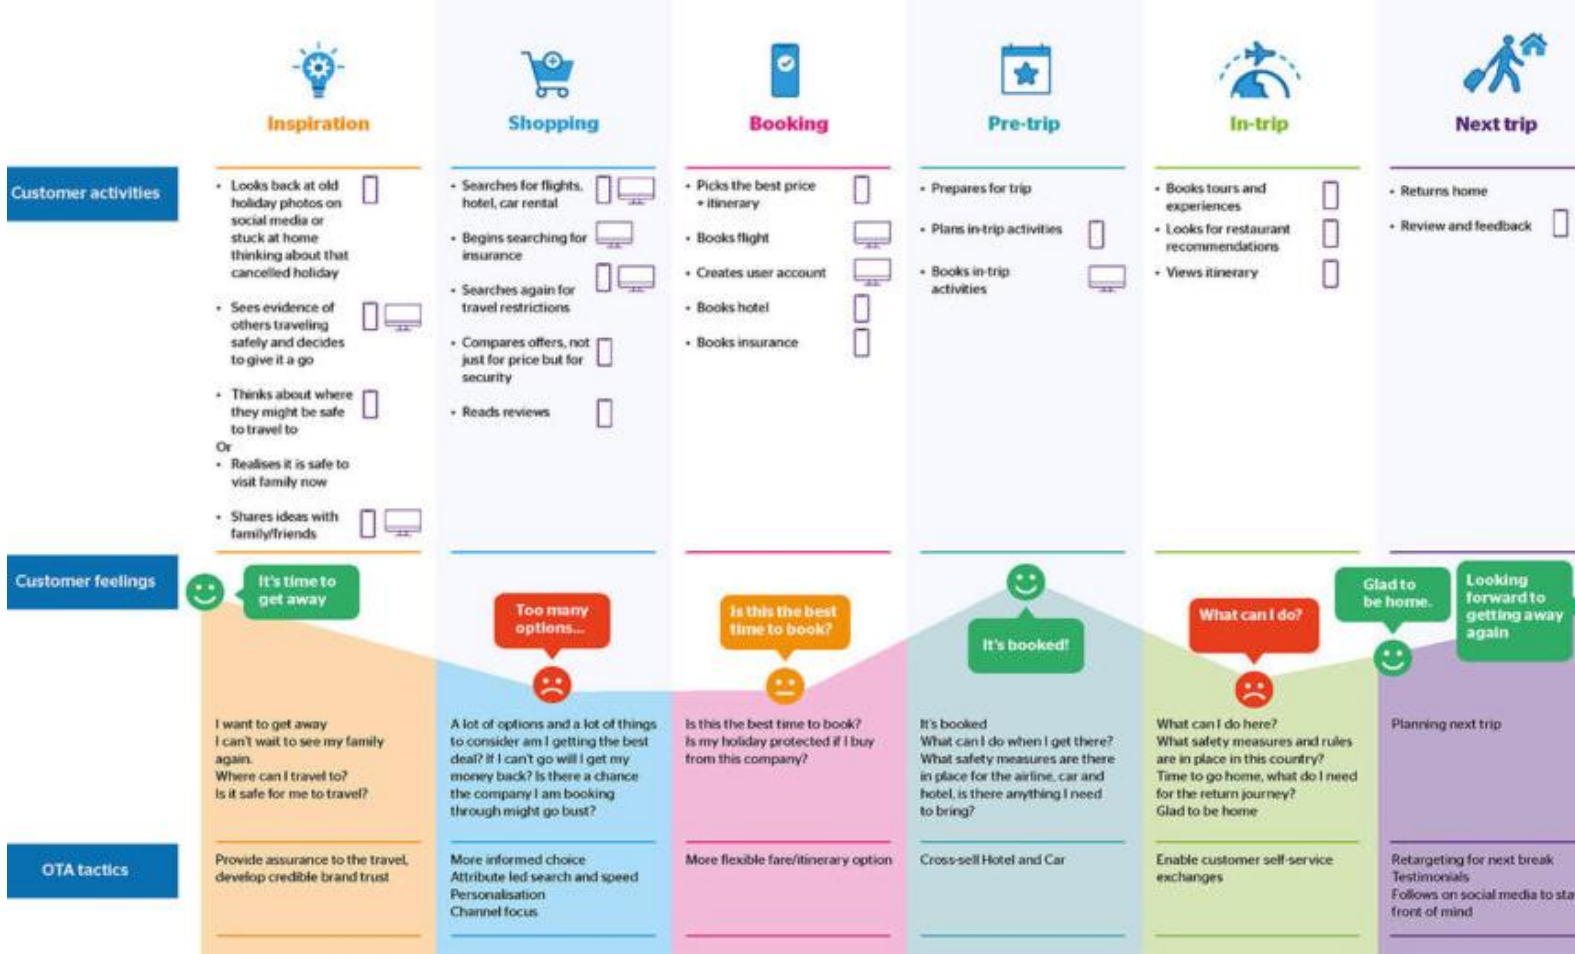 Inspiration
Shopping
Booking
Pre-trip
In-trip
Next trip
Customer activities
• Looks back at old
holiday photos on
social media or
stuck at home
thinking about that
cancelled holiday
• Sees evidence of
others traveling
safely and decides
to give it a go
• Thinks about where
they might be safe
to travel to
Or
• Realises it is safe to
visit family now
• Shares ideas with
family/friends
• Searches for flights,
hotel, car rental
• Begins searching for
insurance
• Searches again for
travel restrictions
• Compares offers, not
just for price but for
security
• Reads reviews
• Picks the best price
+ itinerary
• Books flight
• Creates user account
• Books hotel
• Books insurance
• Prepares for trip
• Plans in-trip activities
• Books in-trip
activities
• Books tours and
experiences
• Looks for restaurant
recommendations
• Views itinerary
• Returns home
• Review and feedback
Customer feelings
It's time to
get away
Too many
options...
Is this the best
time to book?
It's booked!
What can I do?
Glad to
be home.
Looking
forward to
getting away
again
I want to get away
I can't wait to see my family
again.
Where can I travel to?
Is it safe for me to travel?
A lot of options and a lot of things
to consider am I getting the best
deal? If I can't go will I get my
money back? Is there a chance
the company I am booking
through might go bust?
Is this the best time to book?
Is my holiday protected if I buy
from this company?
It's booked
What can I do when I get there?
What safety measures are there
in place for the airline, car and
hotel, is there anything I need
to bring?
What can I do here?
What safety measures and rules
are in place in this country?
Time to go home, what do I need
for the return journey?
Glad to be home
Planning next trip
OTA tactics
Provide assurance to the travel,
develop credible brand trust
More informed choice
Attribute led search and speed
Personalisation
Channel focus
More flexible fare/itinerary option
Cross-sell Hotel and Car
Enable customer self-service
exchanges
Retargeting for next break
Testimonials
Follows on social media to sta
front of mind